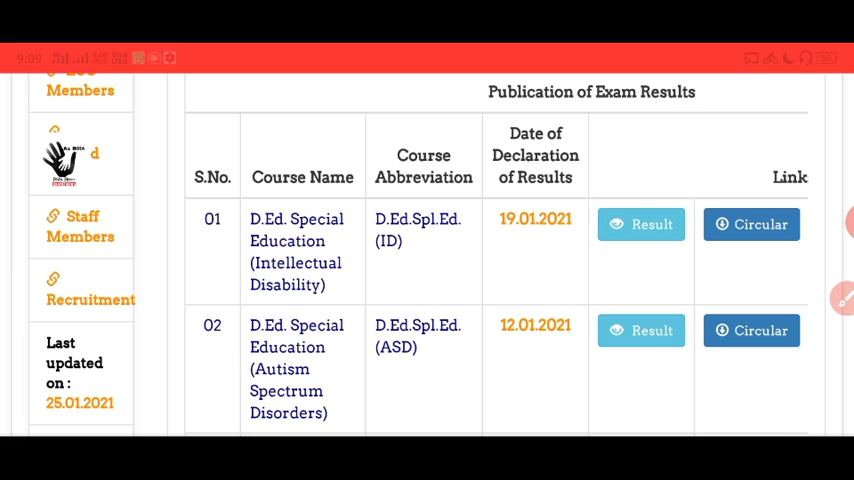 9:09
Members
d
Staff
Members
Recruitment
Last
updated
on :
25.01.2021
Publication of Exam Results
S.No.
Course Name
Course
Abbreviation
Date of
Declaration
of Results
Link
01
D.Ed. Special
Education
(Intellectual
Disability)
D.Ed.Spl.Ed.
(ID)
19.01.2021
Result
Circular
02
D.Ed. Special
Education
(Autism
Spectrum
Disorders)
D.Ed.Spl.Ed.
(ASD)
12.01.2021
Result
Circular